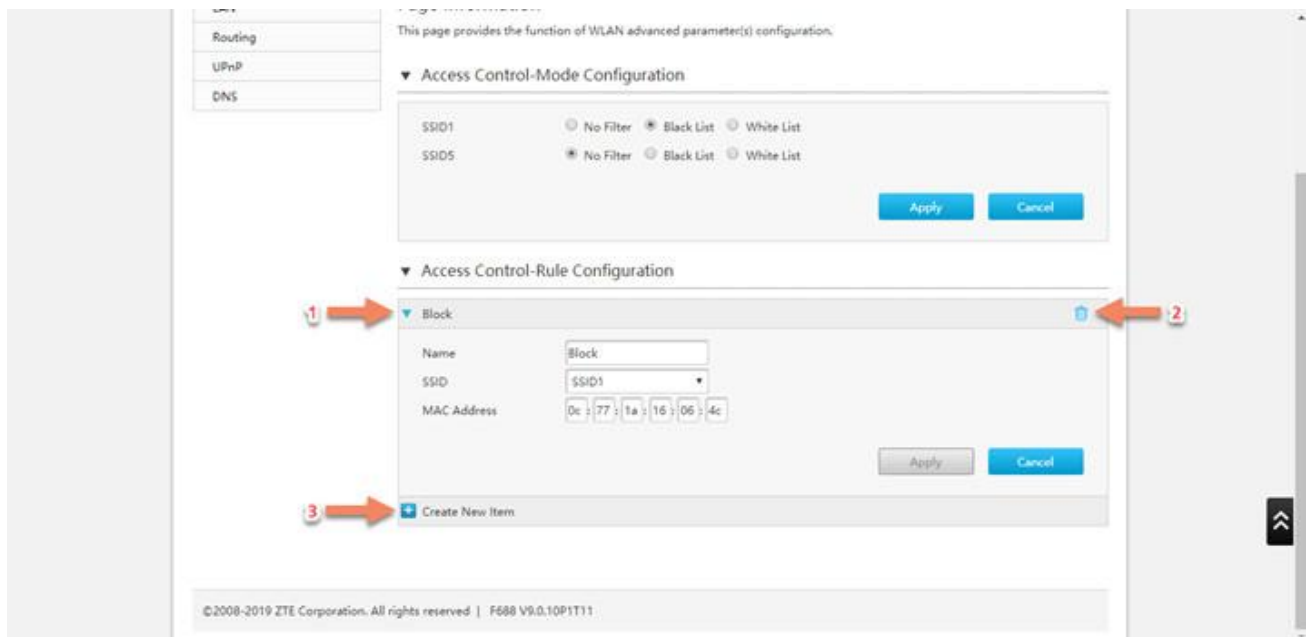 Routing
UPnP
DNS
This page provides the function of WLAN advanced parameter(s) configuration.
Access Control-Mode Configuration
SSID1 No Filter Black List White List
SSID5 No Filter Black List White List
Apply Cancel
Access Control-Rule Configuration
1 Block 2
Name Block
SSID SSID1
MAC Address 0c : 77 : 1a : 16 : 06 : 4c
Apply Cancel
3 Create New Item
©2008-2019 ZTE Corporation. All rights reserved | F688 V9.0.10P1T11